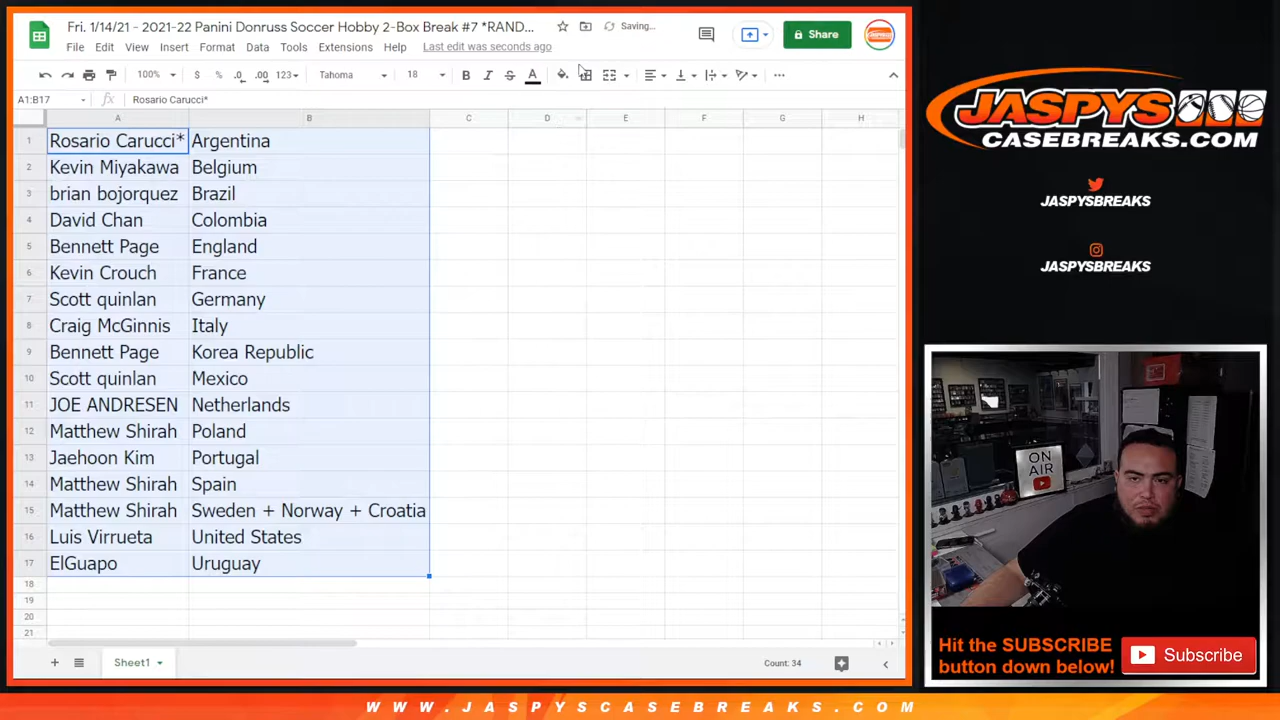 Fri. 1/14/21 - 2021-22 Panini Donruss Soccer Hobby 2-Box Break #7 *RAND... Saving...
File Edit View Insert Format Data Tools Extensions Help Last edit was seconds ago
Share
100% $ % .0 .00 123 Tahoma 18 B I S A
A1:B17 fx Rosario Carucci*
A B C D E F G H
1 Rosario Carucci* Argentina
2 Kevin Miyakawa Belgium
3 brian bojorquez Brazil
4 David Chan Colombia
5 Bennett Page England
6 Kevin Crouch France
7 Scott quinlan Germany
8 Craig McGinnis Italy
9 Bennett Page Korea Republic
10 Scott quinlan Mexico
11 JOE ANDRESEN Netherlands
12 Matthew Shirah Poland
13 Jaehoon Kim Portugal
14 Matthew Shirah Spain
15 Matthew Shirah Sweden + Norway + Croatia
16 Luis Virrueta United States
17 ElGuapo Uruguay
18
19
20
21
Sheet1
Count: 34
JASPYS
CASEBREAKS.COM
JASPYSBREAKS
JASPYSBREAKS
ON
AIR
Hit the SUBSCRIBE
button down below!
Subscribe
WWW.JASPYSCASEBREAKS.COM